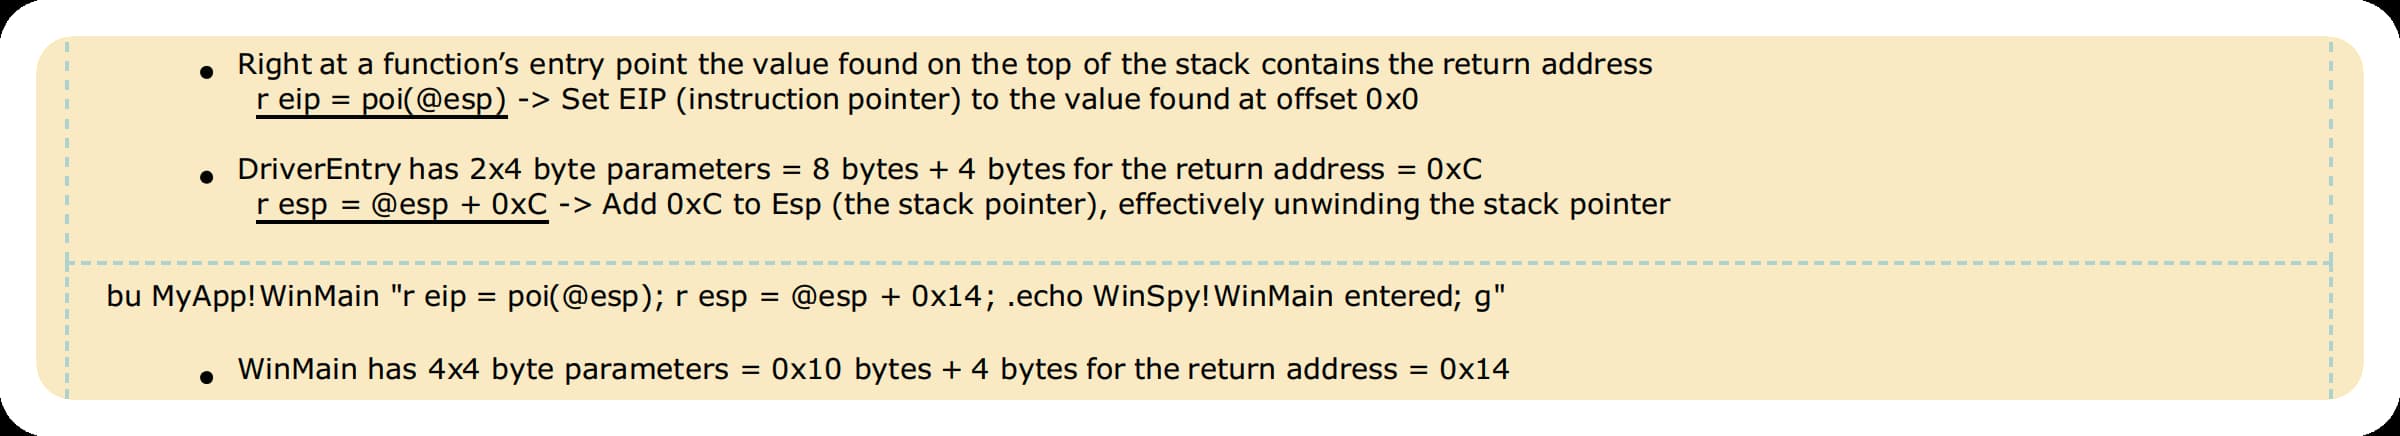 • Right at a function’s entry point the value found on the top of the stack contains the return address
r eip = poi(@esp) -> Set EIP (instruction pointer) to the value found at offset 0x0
• DriverEntry has 2x4 byte parameters = 8 bytes + 4 bytes for the return address = 0xC
r esp = @esp + 0xC -> Add 0xC to Esp (the stack pointer), effectively unwinding the stack pointer
bu MyApp!WinMain "r eip = poi(@esp); r esp = @esp + 0x14; .echo WinSpy!WinMain entered; g"
• WinMain has 4x4 byte parameters = 0x10 bytes + 4 bytes for the return address = 0x14